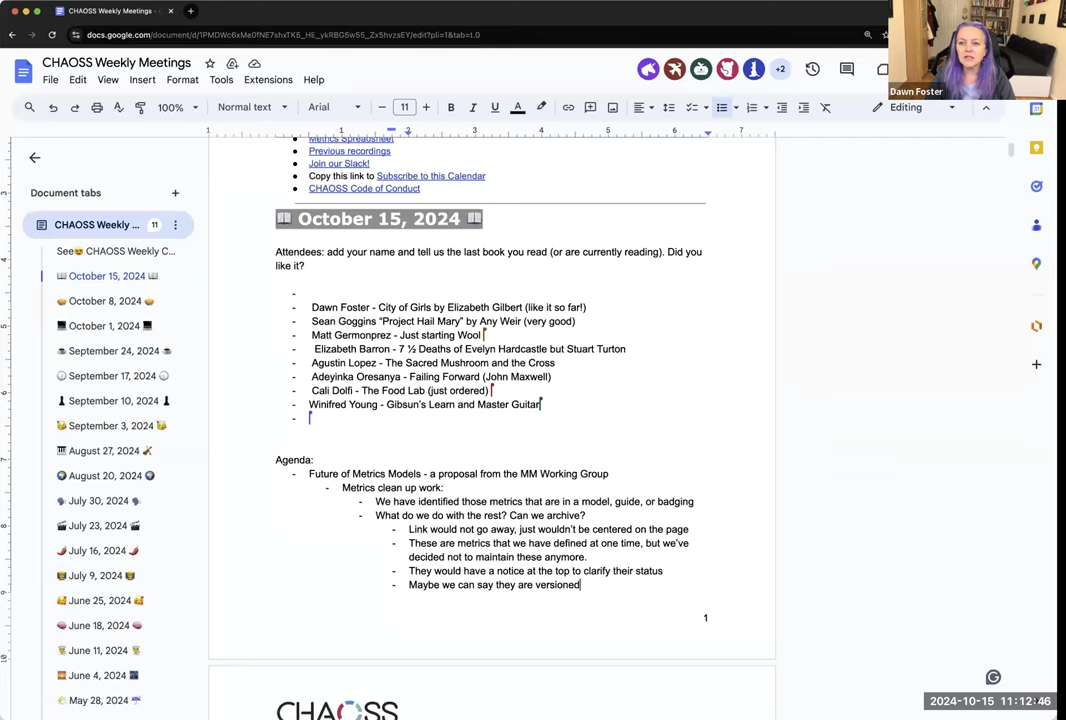 CHAOSS Weekly Meetings -
docs.google.com/document/d/
CHAOSS Weekly Meetings
File Edit View Insert Format Tools Extensions Help
+2
100% Normal text Arial 11 Editing
Dawn Foster
1 1 2 3 4 5 6 7
Document tabs
CHAOSS Weekly ... 11
See😍 CHAOSS Weekly C...
📖 October 15, 2024 📖
🥧 October 8, 2024 🥧
October 1, 2024
☕ September 24, 2024 ☕
September 17, 2024
♟ September 10, 2024 ♟
🥳 September 3, 2024 🥳
🎹 August 27, 2024 🎻
August 20, 2024
🗣 July 30, 2024 🗣
🎬 July 23, 2024 🎬
🌶 July 16, 2024 🌶
July 9, 2024
🥰 June 25, 2024 🥰
June 18, 2024
June 11, 2024
June 4, 2024
May 28, 2024
Metrics Spreadsheet
Previous recordings
Join our Slack!
Copy this link to Subscribe to this Calendar
CHAOSS Code of Conduct
📖 October 15, 2024 📖
Attendees: add your name and tell us the last book you read (or are currently reading). Did you
like it?
-
- Dawn Foster - City of Girls by Elizabeth Gilbert (like it so far!)
- Sean Goggins “Project Hail Mary” by Any Weir (very good)
- Matt Germonprez - Just starting Wool
- Elizabeth Barron - 7 ½ Deaths of Evelyn Hardcastle but Stuart Turton
- Agustin Lopez - The Sacred Mushroom and the Cross
- Adeyinka Oresanya - Failing Forward (John Maxwell)
- Cali Dolfi - The Food Lab (just ordered)
- Winifred Young - Gibsun's Learn and Master Guitar
-
Agenda:
- Future of Metrics Models - a proposal from the MM Working Group
- Metrics clean up work:
- We have identified those metrics that are in a model, guide, or badging
- What do we do with the rest? Can we archive?
- Link would not go away, just wouldn't be centered on the page
- These are metrics that we have defined at one time, but we've
decided not to maintain these anymore.
- They would have a notice at the top to clarify their status
- Maybe we can say they are versioned
1
CHAOSS
2024-10-15 11:12:46